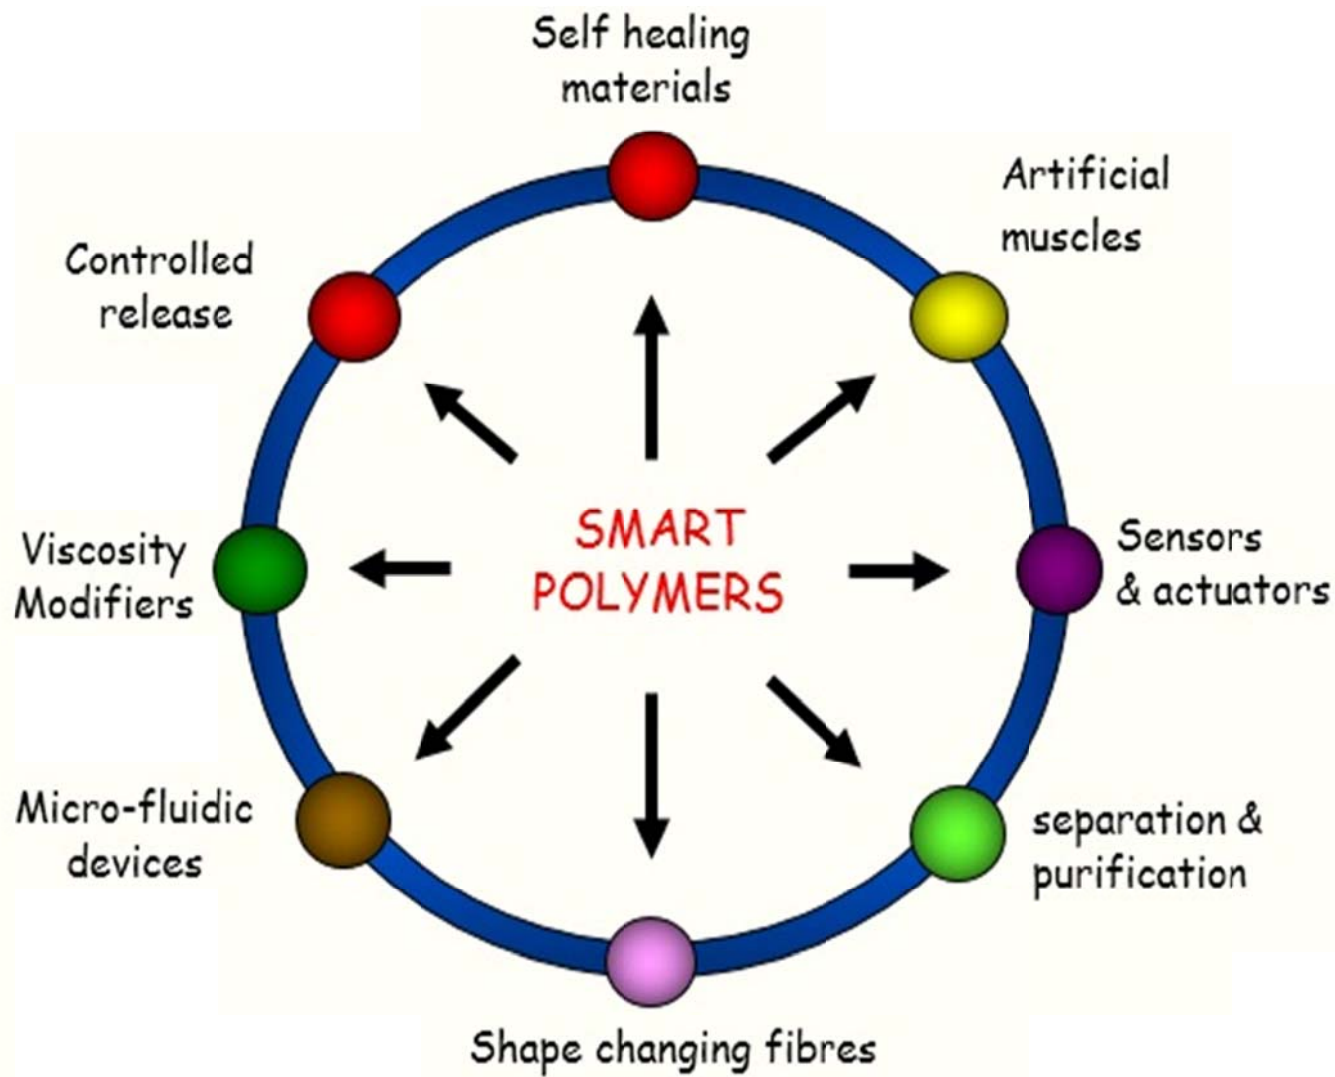 Self healing
materials
Artificial
muscles
Controlled
release
SMART
POLYMERS
Sensors
& actuators
Viscosity
Modifiers
Micro-fluidic
devices
separation &
purification
Shape changing fibres